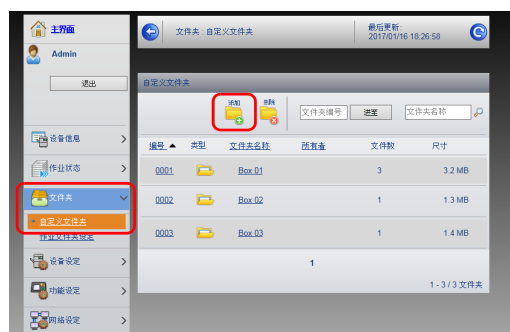 主界面
Admin
退出
设备信息
作业状态
文件夹
自定义文件夹
作业文件夹设定
设备设定
功能设定
网络设定
文件夹 : 自定义文件夹
最后更新:
2017/01/16 18:26:58
自定义文件夹
添加 删除
文件夹编号 进至 文件夹名称
编号 类型 文件夹名称 所有者 文件数 尺寸
0001 Box 01 3 3.2 MB
0002 Box 02 1 1.3 MB
0003 Box 03 1 1.4 MB
1
1 - 3 / 3 文件夹